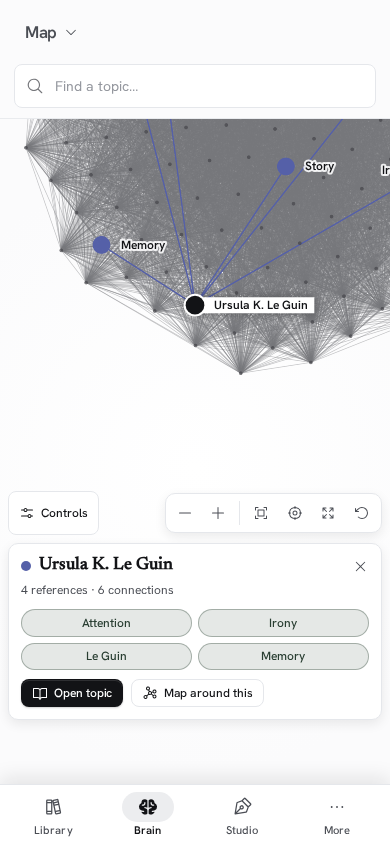 Map
Find a topic...
Story
Ir
Memory
Ursula K. Le Guin
Controls
Ursula K. Le Guin
4 references · 6 connections
Attention
Irony
Le Guin
Memory
Open topic
Map around this
Library
Brain
Studio
More